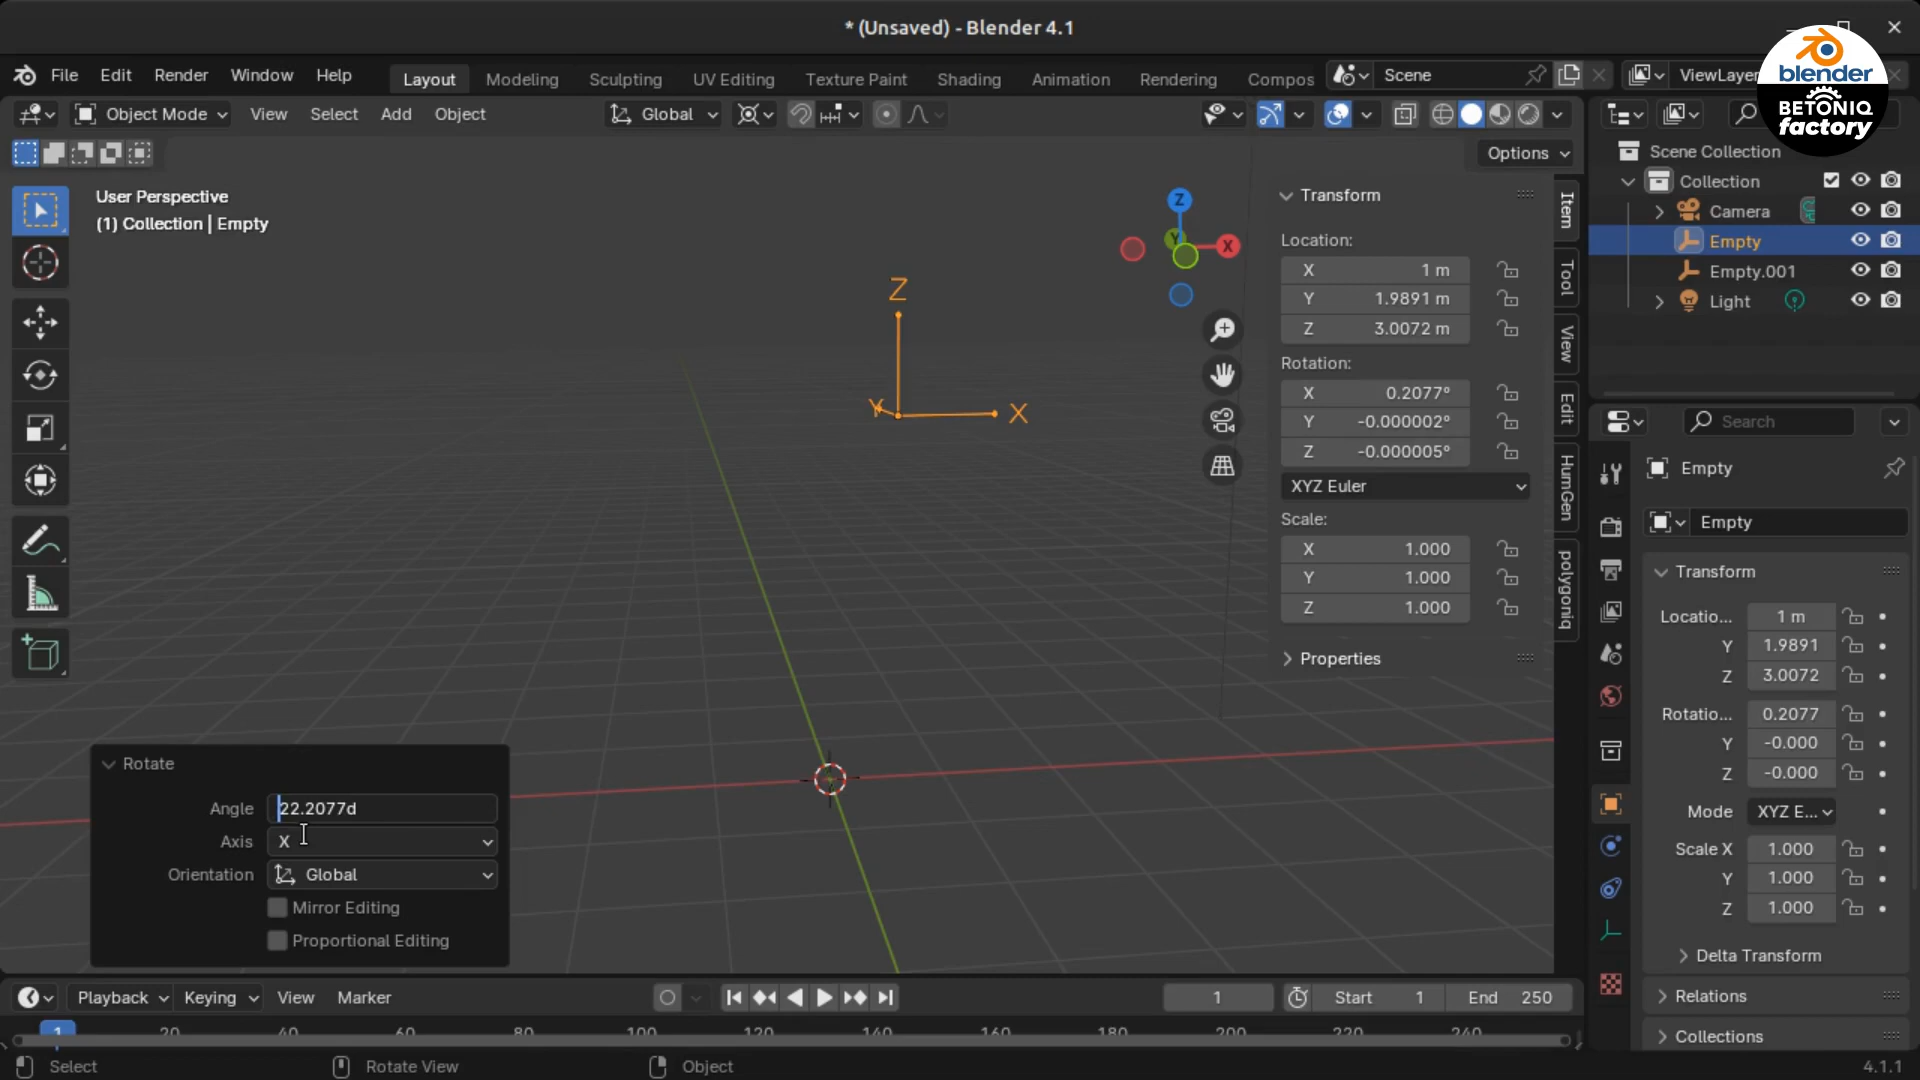 * (Unsaved) - Blender 4.1
blender
BETONIQ
factory
File Edit Render Window Help Layout Modeling Sculpting UV Editing Texture Paint Shading Animation Rendering Compos Scene ViewLayer
Object Mode View Select Add Object Global
Options
User Perspective
(1) Collection | Empty
Z
Y
X
Z
Y
X
Transform
Location:
X 1 m
Y 1.9891 m
Z 3.0072 m
Rotation:
X 0.2077°
Y -0.000002°
Z -0.000005°
XYZ Euler
Scale:
X 1.000
Y 1.000
Z 1.000
Properties
Item
Tool
View
Edit
HumGen
polygoniq
Scene Collection
Collection
Camera
Empty
Empty.001
Light
Search
Empty
Empty
Transform
Locatio... 1 m
Y 1.9891
Z 3.0072
Rotatio... 0.2077
Y -0.000
Z -0.000
Mode XYZ E...
Scale X 1.000
Y 1.000
Z 1.000
Delta Transform
Relations
Collections
Rotate
Angle 22.2077d
Axis X
Orientation Global
Mirror Editing
Proportional Editing
Playback Keying View Marker 1 Start 1 End 250
1 20 40 60 80 100 120 140 160 180 200 220 240
Select Rotate View Object 4.1.1